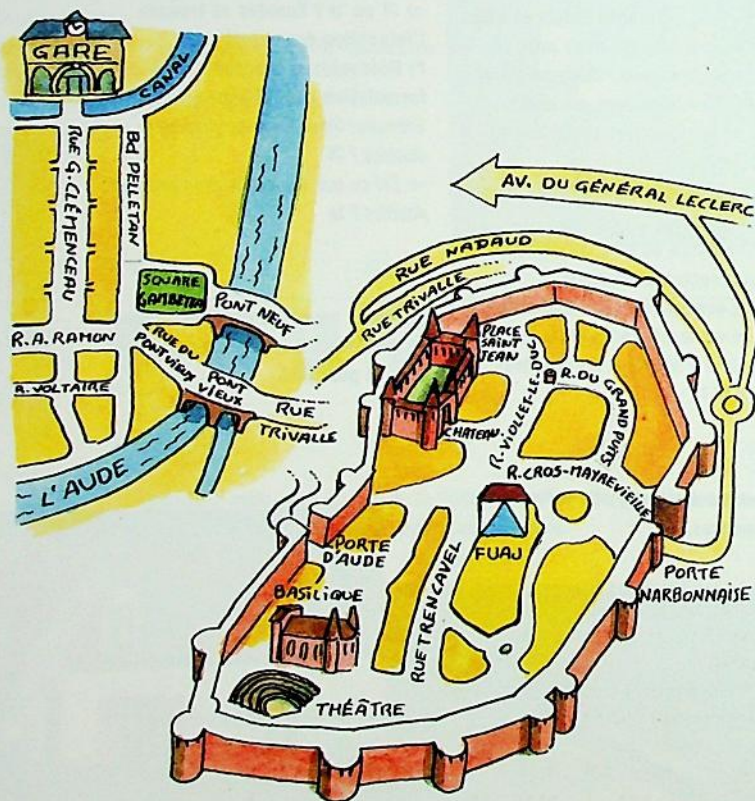 GARE
CANAL
RUE G. CLÉMENCEAU
Bd PELLETAN
AV. DU GÉNÉRAL LECLERC
RUE NADAUD
RUE TRIVALLE
SQUARE
GAMBETTA
PONT NEUF
R. A. RAMON
RUE DU
PONT VIEUX
PONT
VIEUX
R. VOLTAIRE
RUE
TRIVALLE
L'AUDE
PLACE
SAINT
JEAN
R. VIOLLET-LE-DUC
R. DU GRAND PUITS
CHATEAU
R. CROS-MAYREVIEILLE
PORTE
D'AUDE
FUAJ
PORTE
NARBONNAISE
BASILIQUE
RUE TRENCAVEL
THÉÂTRE